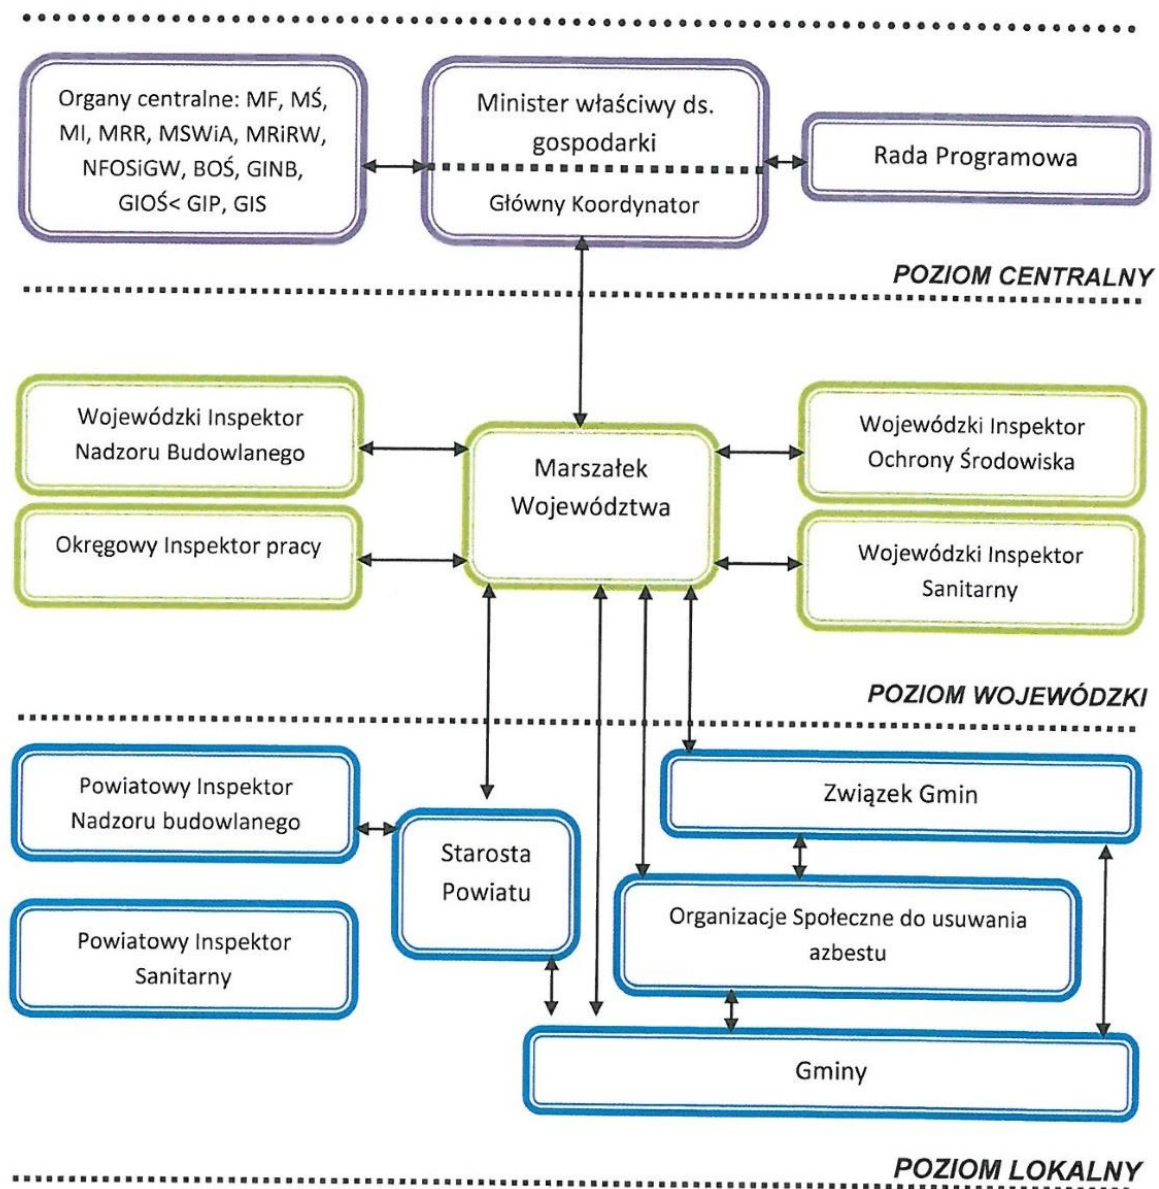 Organy centralne: MF, MŚ,
MI, MRR, MSWiA, MRiRW,
NFOSiGW, BOŚ, GINB,
GIOŚ< GIP, GIS
Minister właściwy ds.
gospodarki
Główny Koordynator
Rada Programowa
POZIOM CENTRALNY
Wojewódzki Inspektor
Nadzoru Budowlanego
Okręgowy Inspektor pracy
Marszałek
Województwa
Wojewódzki Inspektor
Ochrony Środowiska
Wojewódzki Inspektor
Sanitarny
POZIOM WOJEWÓDZKI
Powiatowy Inspektor
Nadzoru budowlanego
Powiatowy Inspektor
Sanitarny
Starosta
Powiatu
Związek Gmin
Organizacje Społeczne do usuwania
azbestu
Gminy
POZIOM LOKALNY